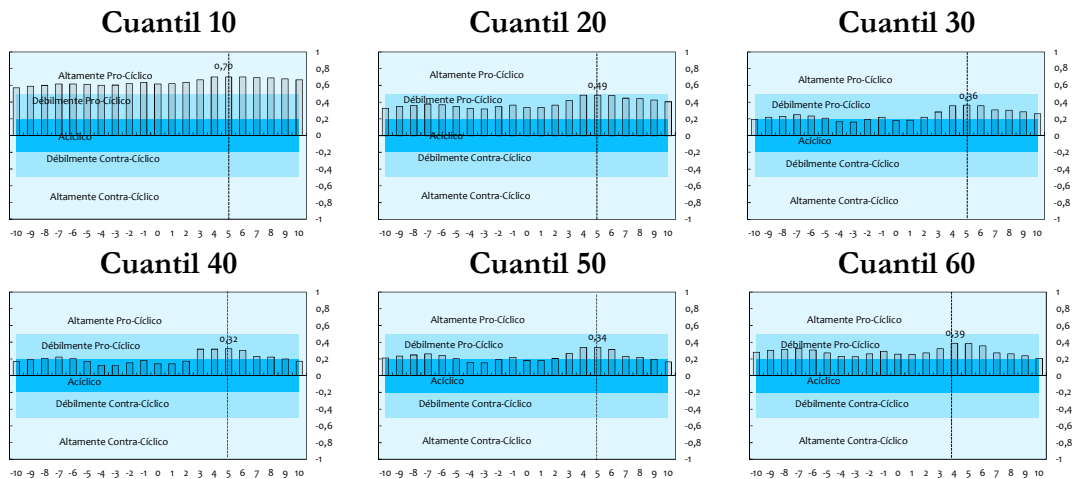 Cuantil 10
0,70
Altamente Pro-Cíclico
Débilmente Pro-Cíclico
Acíclico
Débilmente Contra-Cíclico
Altamente Contra-Cíclico
1
0,8
0,6
0,4
0,2
0
-0,2
-0,4
-0,6
-0,8
-1
-10 -9 -8 -7 -6 -5 -4 -3 -2 -1 0 1 2 3 4 5 6 7 8 9 10
Cuantil 20
0,49
Altamente Pro-Cíclico
Débilmente Pro-Cíclico
Acíclico
Débilmente Contra-Cíclico
Altamente Contra-Cíclico
1
0,8
0,6
0,4
0,2
0
-0,2
-0,4
-0,6
-0,8
-1
-10 -9 -8 -7 -6 -5 -4 -3 -2 -1 0 1 2 3 4 5 6 7 8 9 10
Cuantil 30
0,36
Altamente Pro-Cíclico
Débilmente Pro-Cíclico
Acíclico
Débilmente Contra-Cíclico
Altamente Contra-Cíclico
1
0,8
0,6
0,4
0,2
0
-0,2
-0,4
-0,6
-0,8
-1
-10 -9 -8 -7 -6 -5 -4 -3 -2 -1 0 1 2 3 4 5 6 7 8 9 10
Cuantil 40
0,32
Altamente Pro-Cíclico
Débilmente Pro-Cíclico
Acíclico
Débilmente Contra-Cíclico
Altamente Contra-Cíclico
1
0,8
0,6
0,4
0,2
0
-0,2
-0,4
-0,6
-0,8
-1
-10 -9 -8 -7 -6 -5 -4 -3 -2 -1 0 1 2 3 4 5 6 7 8 9 10
Cuantil 50
0,34
Altamente Pro-Cíclico
Débilmente Pro-Cíclico
Acíclico
Débilmente Contra-Cíclico
Altamente Contra-Cíclico
1
0,8
0,6
0,4
0,2
0
-0,2
-0,4
-0,6
-0,8
-1
-10 -9 -8 -7 -6 -5 -4 -3 -2 -1 0 1 2 3 4 5 6 7 8 9 10
Cuantil 60
0,39
Altamente Pro-Cíclico
Débilmente Pro-Cíclico
Acíclico
Débilmente Contra-Cíclico
Altamente Contra-Cíclico
1
0,8
0,6
0,4
0,2
0
-0,2
-0,4
-0,6
-0,8
-1
-10 -9 -8 -7 -6 -5 -4 -3 -2 -1 0 1 2 3 4 5 6 7 8 9 10